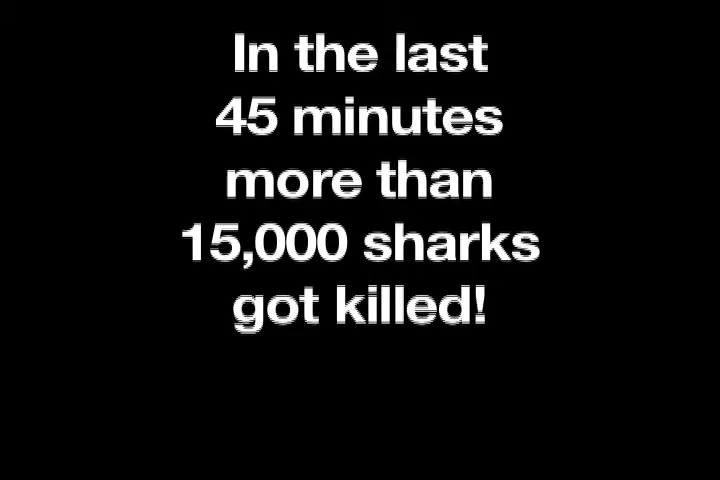 In the last
45 minutes
more than
15,000 sharks
got killed!